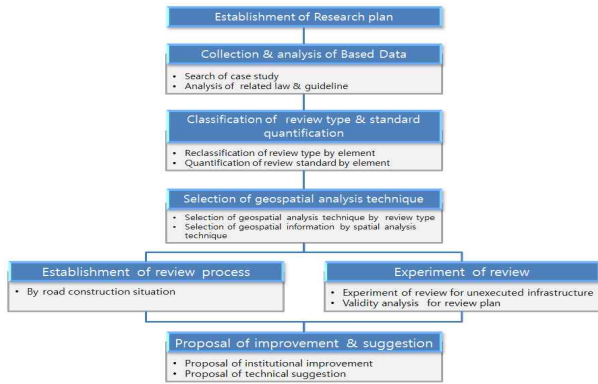 Establishment of Research plan
Collection & analysis of Based Data
• Search of case study
• Analysis of related law & guideline
Classification of review type & standard
quantification
• Reclassification of review type by element
• Quantification of review standard by element
Selection of geospatial analysis technique
• Selection of geospatial analysis technique by review type
• Selection of geospatial information by spatial analysis
technique
Establishment of review process
• By road construction situation
Experiment of review
• Experiment of review for unexecuted infrastructure
• Validity analysis for review plan
Proposal of improvement & suggestion
• Proposal of institutional improvement
• Proposal of technical suggestion